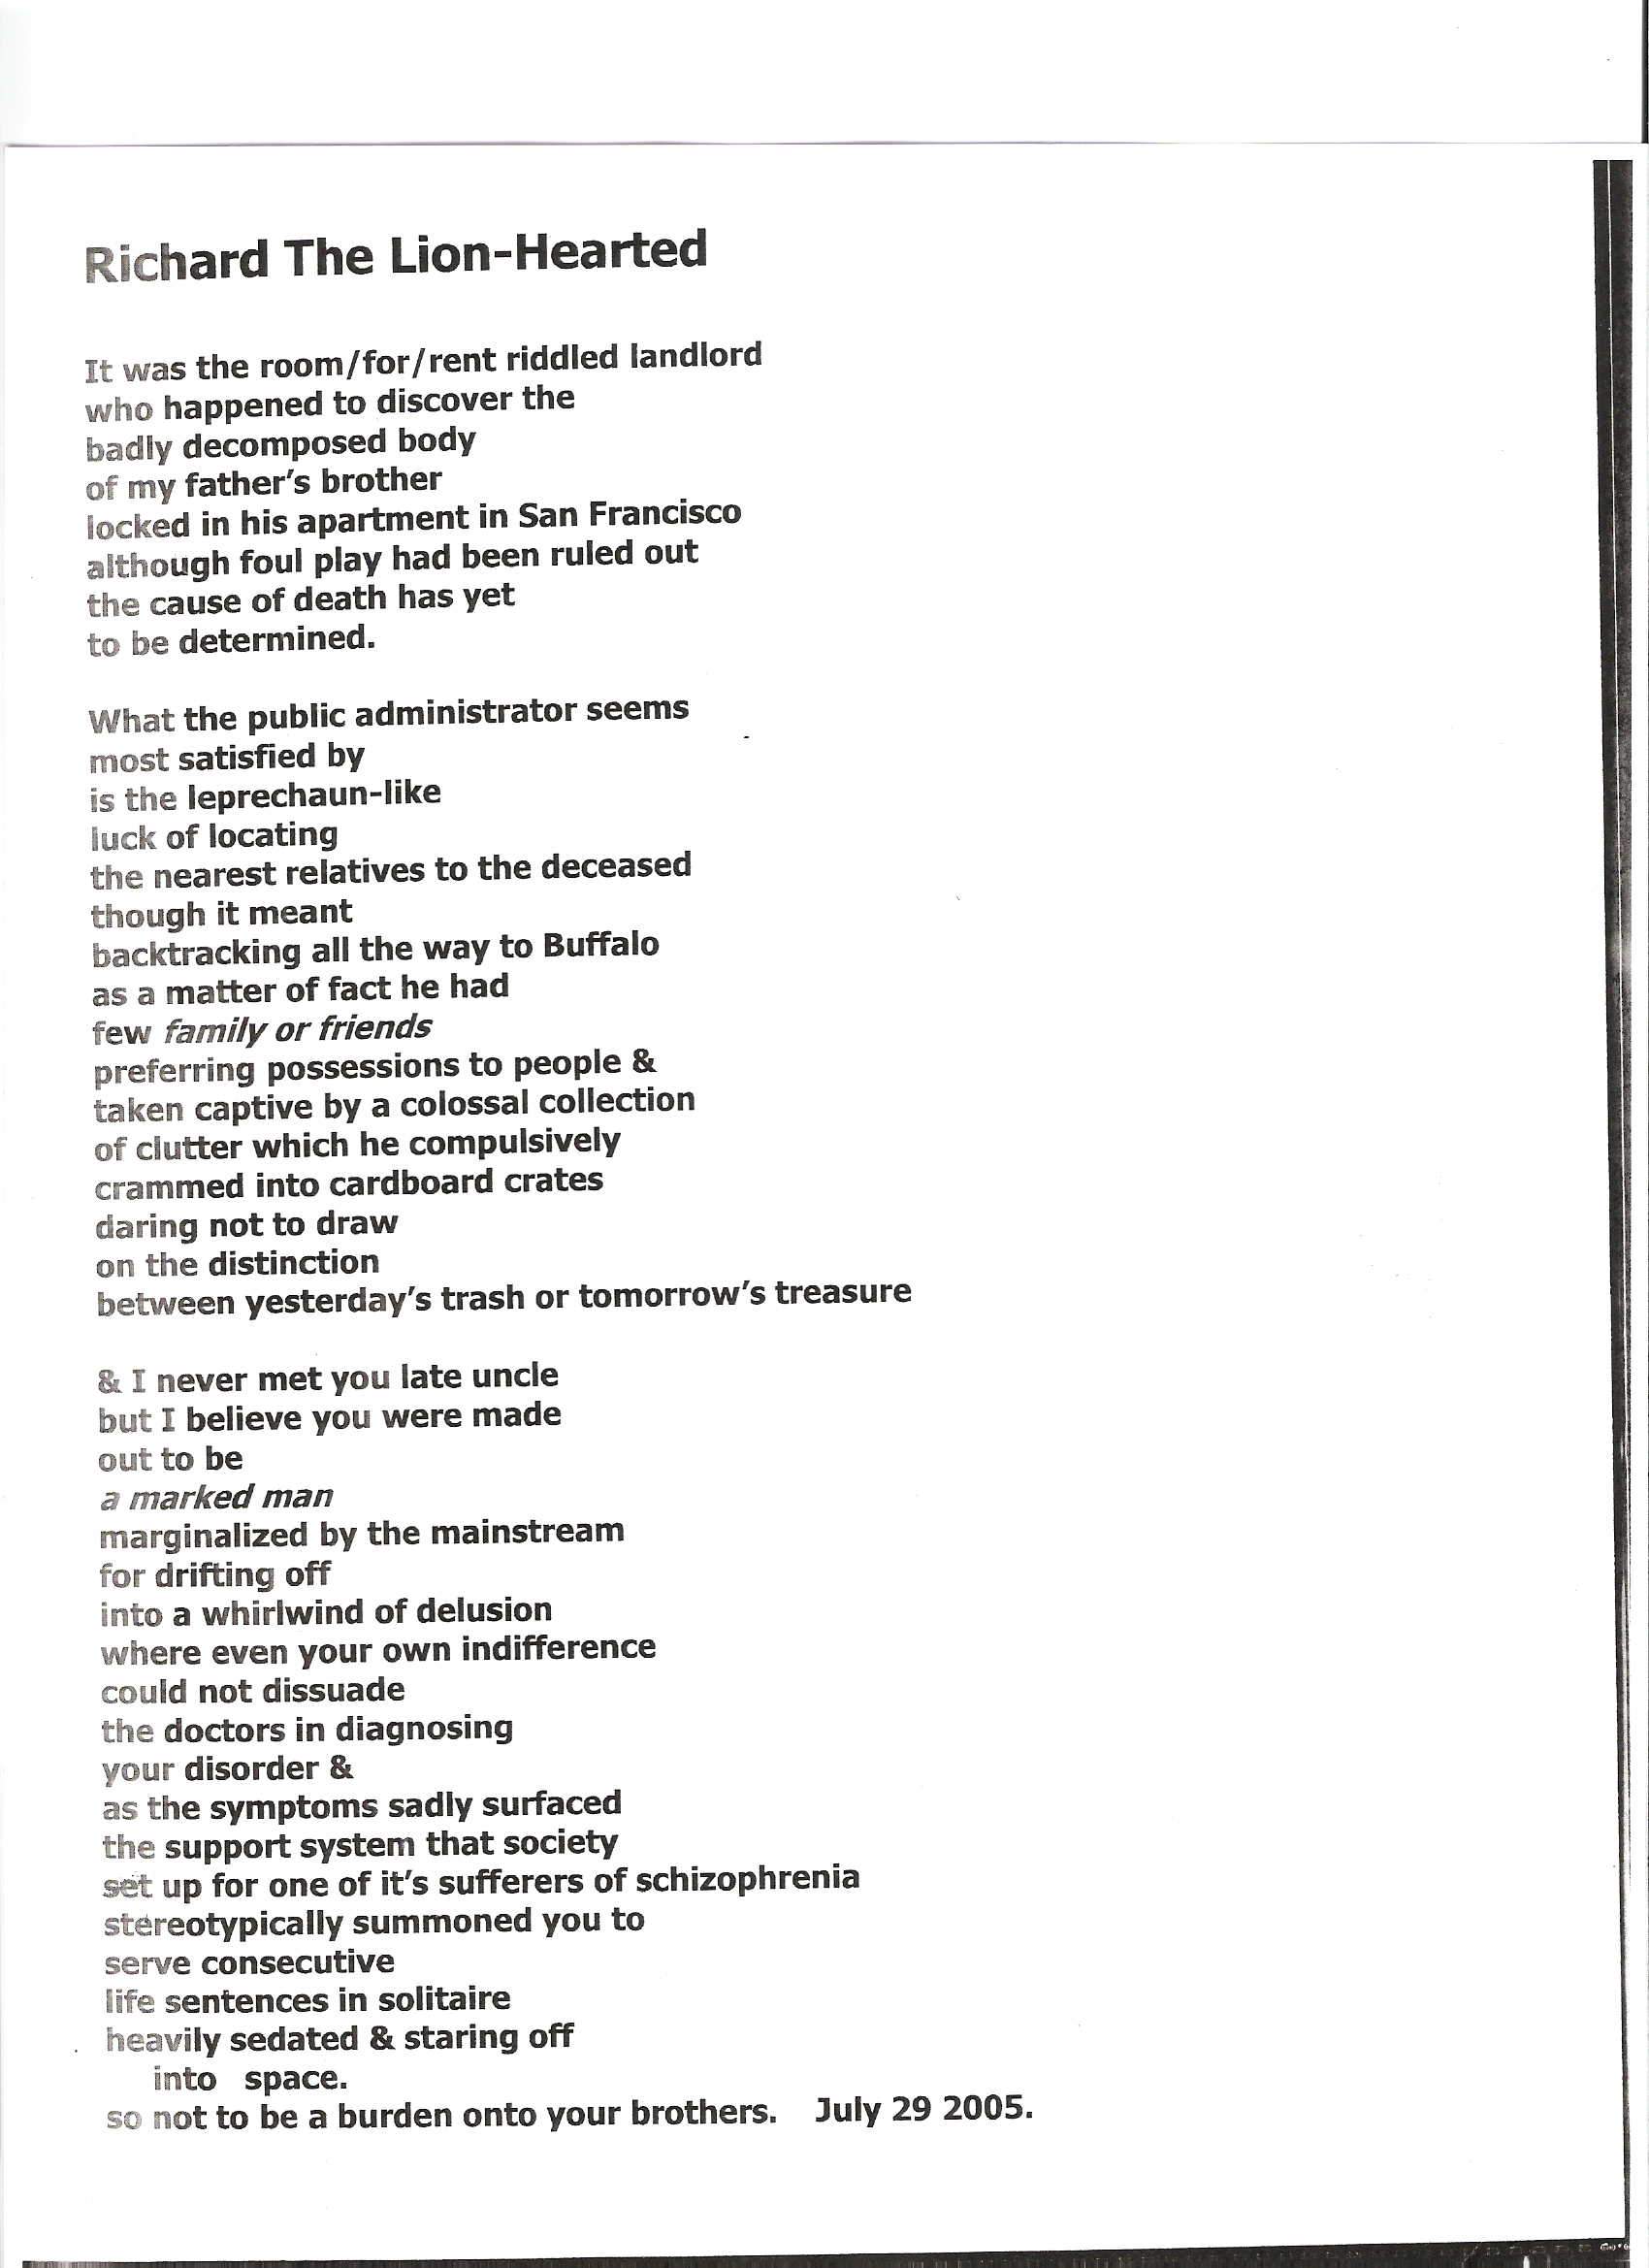 Richard The Lion-Hearted
It was the room/for/rent riddled landlord
who happened to discover the
badly decomposed body
of my father's brother
locked in his apartment in San Francisco
although foul play had been ruled out
the cause of death has yet
to be determined.
What the public administrator seems
most satisfied by
is the leprechaun-like
luck of locating
the nearest relatives to the deceased
though it meant
backtracking all the way to Buffalo
as a matter of fact he had
few family or friends
preferring possessions to people &
taken captive by a colossal collection
of clutter which he compulsively
crammed into cardboard crates
daring not to draw
on the distinction
between yesterday's trash or tomorrow's treasure
& I never met you late uncle
but I believe you were made
out to be
a marked man
marginalized by the mainstream
for drifting off
into a whirlwind of delusion
where even your own indifference
could not dissuade
the doctors in diagnosing
your disorder &
as the symptoms sadly surfaced
the support system that society
set up for one of it's sufferers of schizophrenia
stereotypically summoned you to
serve consecutive
life sentences in solitaire
heavily sedated & staring off
into space.
so not to be a burden onto your brothers. July 29 2005.